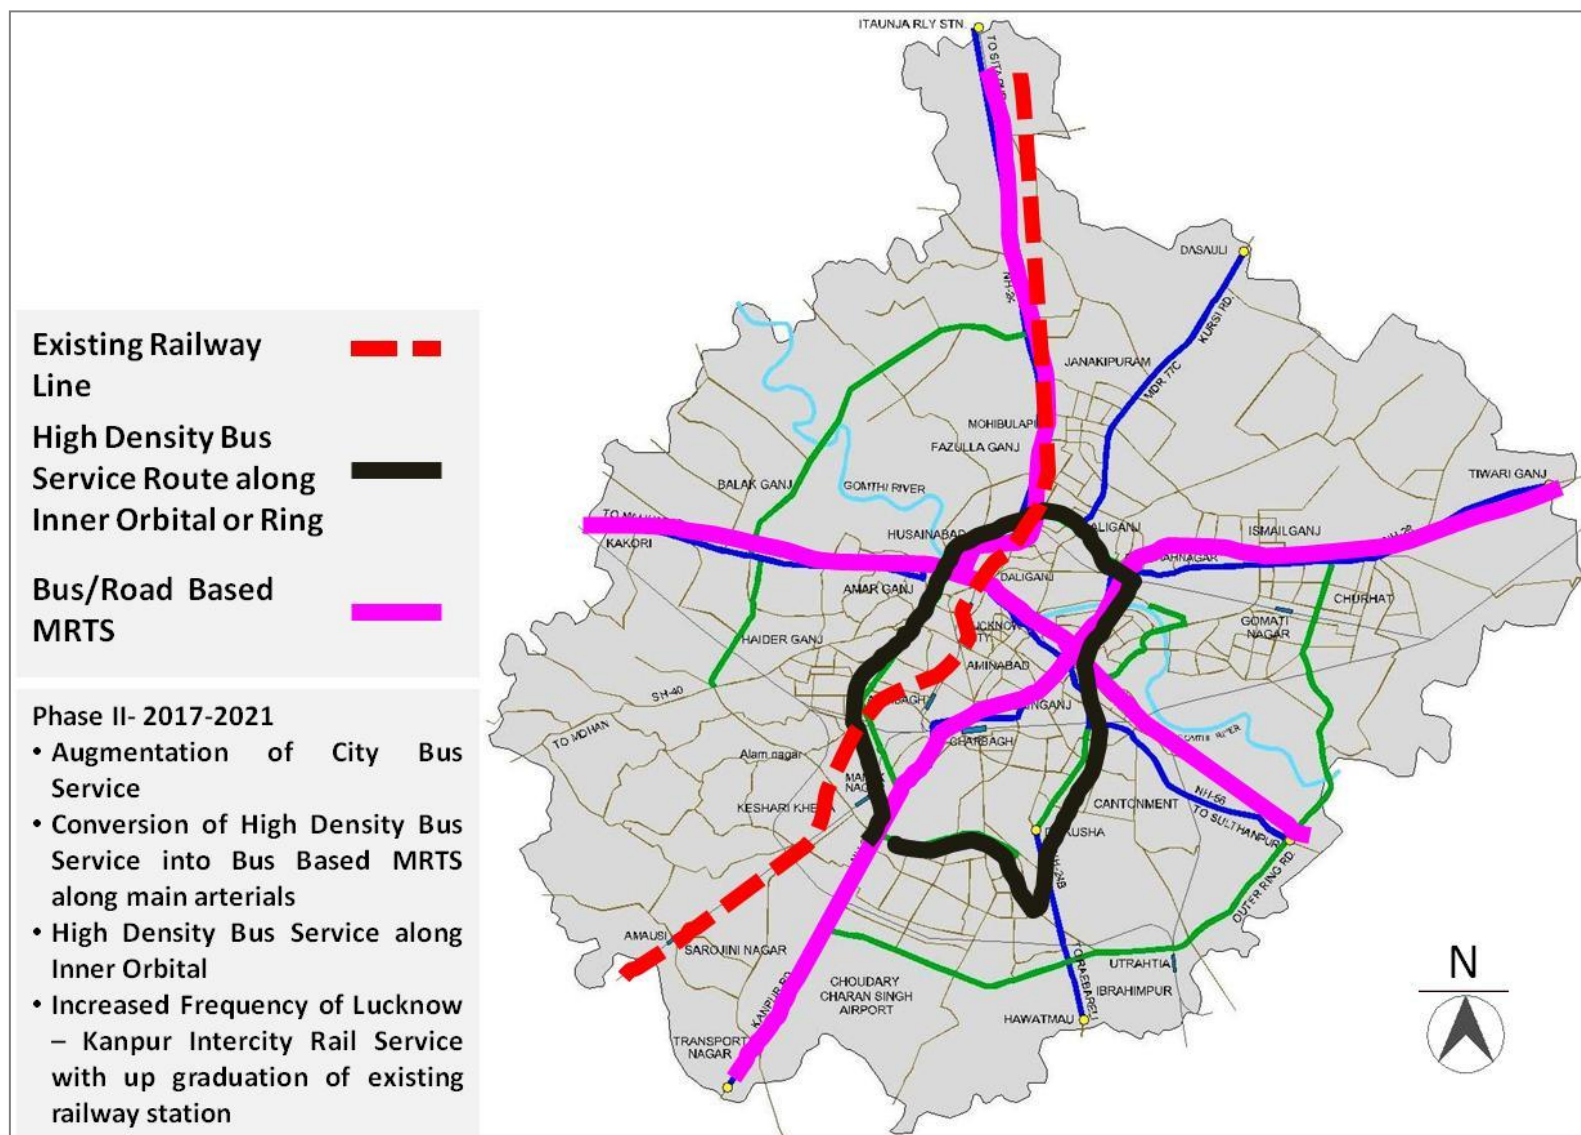 ITAUNJA RLY STN.
DASAULI
KURSI RD.
MDR 77C
JANAKIPURAM
FAZULLA GANJ
BALAK GANJ
GOMTHI RIVER
TIWARI GANJ
KAKORI
HUSAINABAD
ISMAILGANJ
AMAR GANJ
DALIGANJ
CHURHAT
HAIDER GANJ
GOMATI
NAGAR
AMINABAD
SH-40
TO MOHAN
CHARBAGH
Alam nagar
CANTONMENT
NH-56
TO SULTHANPUR
OUTER RING RD.
AMAUSI
SAROJINI NAGAR
UTRAHTIA
CHOUDARY
CHARAN SINGH
AIRPORT
IBRAHIMPUR
KANPUR RD
HAWATMAU
TO RAEBARELI
TRANSPORT
NAGAR
N
Existing Railway
Line
High Density Bus
Service Route along
Inner Orbital or Ring
Bus/Road Based
MRTS
Phase II- 2017-2021
• Augmentation of City Bus
Service
• Conversion of High Density Bus
Service into Bus Based MRTS
along main arterials
• High Density Bus Service along
Inner Orbital
• Increased Frequency of Lucknow
– Kanpur Intercity Rail Service
with up graduation of existing
railway station